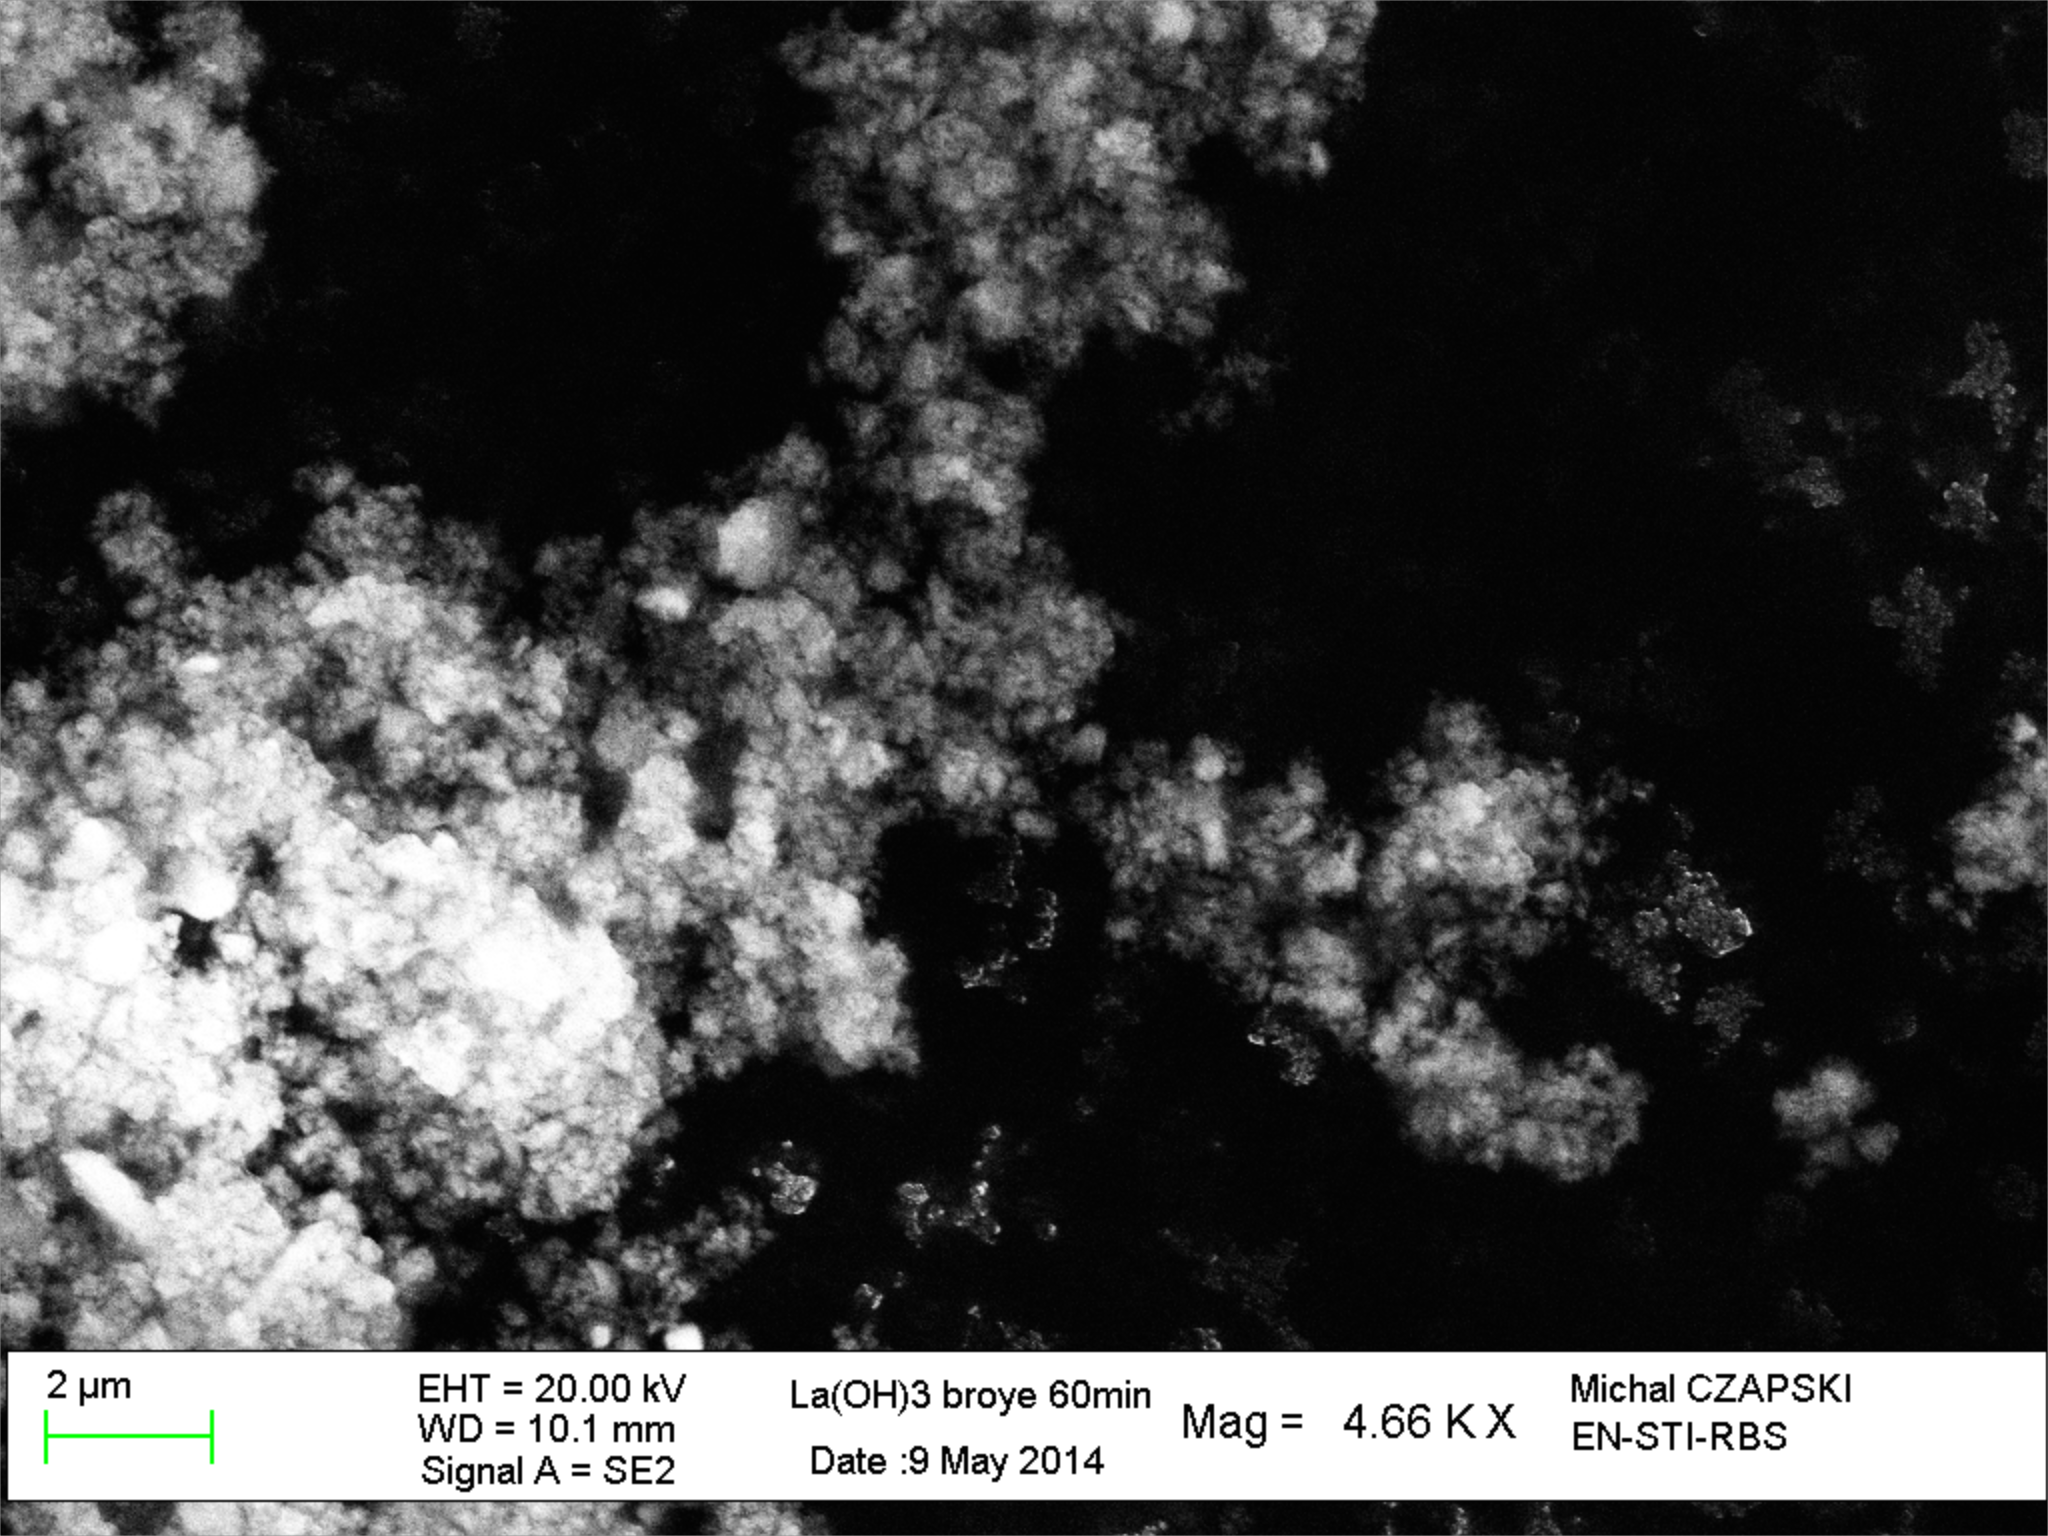 2 µm
EHT = 20.00 kV
WD = 10.1 mm
Signal A = SE2
La(OH)3 broye 60min
Date :9 May 2014
Mag = 4.66 K X
Michal CZAPSKI
EN-STI-RBS